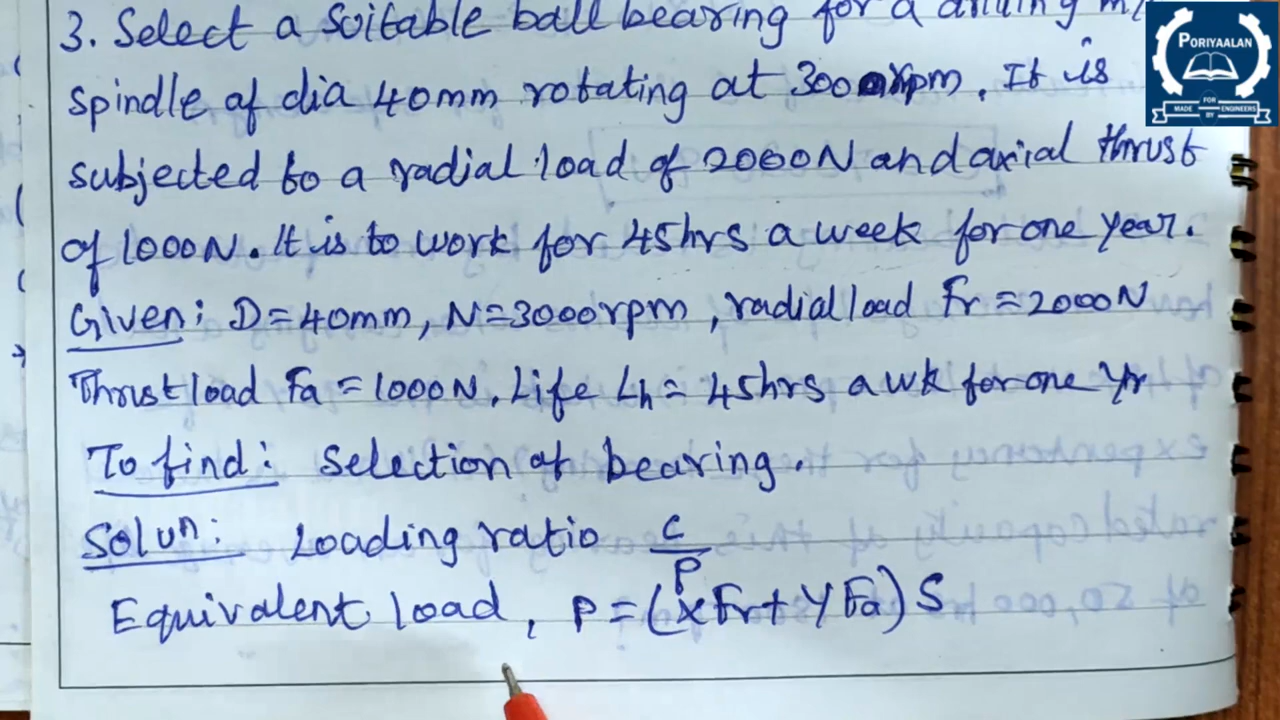 3. Select a suitable ball bearing for a drilling m/c
spindle of dia 40mm rotating at 3000rpm. It is
subjected to a radial load of 2000N and axial thrust
of 1000N. It is to work for 45hrs a week for one year.
Given: D=40mm, N=3000rpm, radial load Fr=2000N
Thrust load Fa=1000N. Life Lh=45hrs a wk for one yr
To find: Selection of bearing.
Solun: Loading ratio C/P
Equivalent load, P=(XFr+YFa)S
PORIYAALAN
MADE FOR ENGINEERS BY